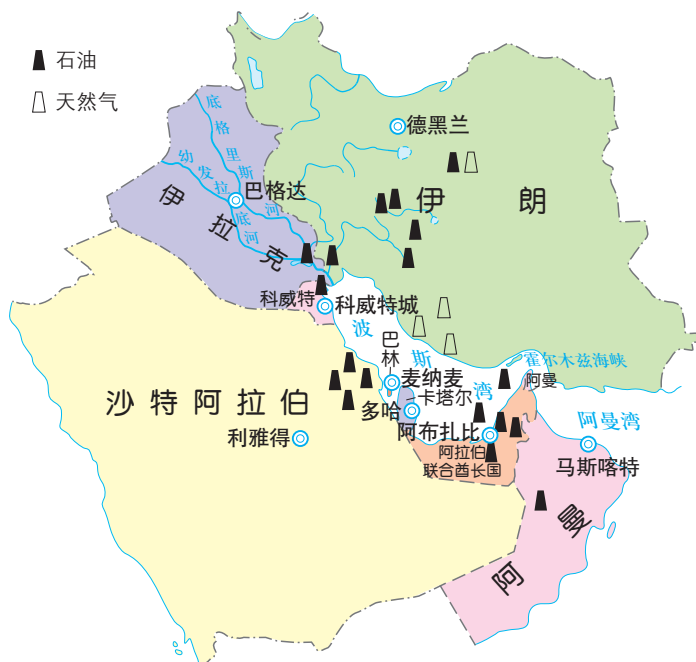 石油
天然气
德黑兰
伊朗
底格里斯河
幼发拉底河
巴格达
伊拉克
科威特
科威特城
波斯湾
巴林
麦纳麦
霍尔木兹海峡
阿曼
卡塔尔
多哈
沙特阿拉伯
利雅得
阿布扎比
阿拉伯
联合酋长国
阿曼湾
马斯喀特
阿曼